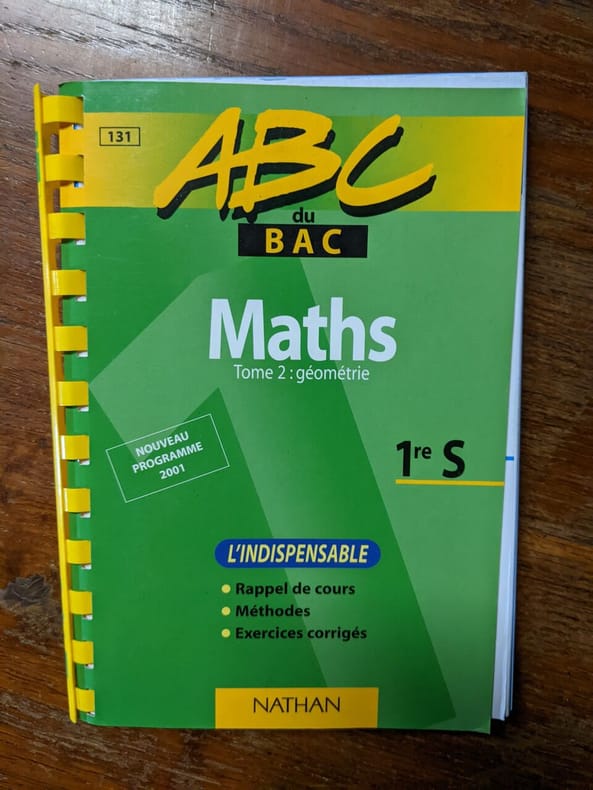 131
ABC
du
BAC
Maths
Tome 2 : géométrie
NOUVEAU
PROGRAMME
2001
1re S
L'INDISPENSABLE
Rappel de cours
Méthodes
Exercices corrigés
NATHAN